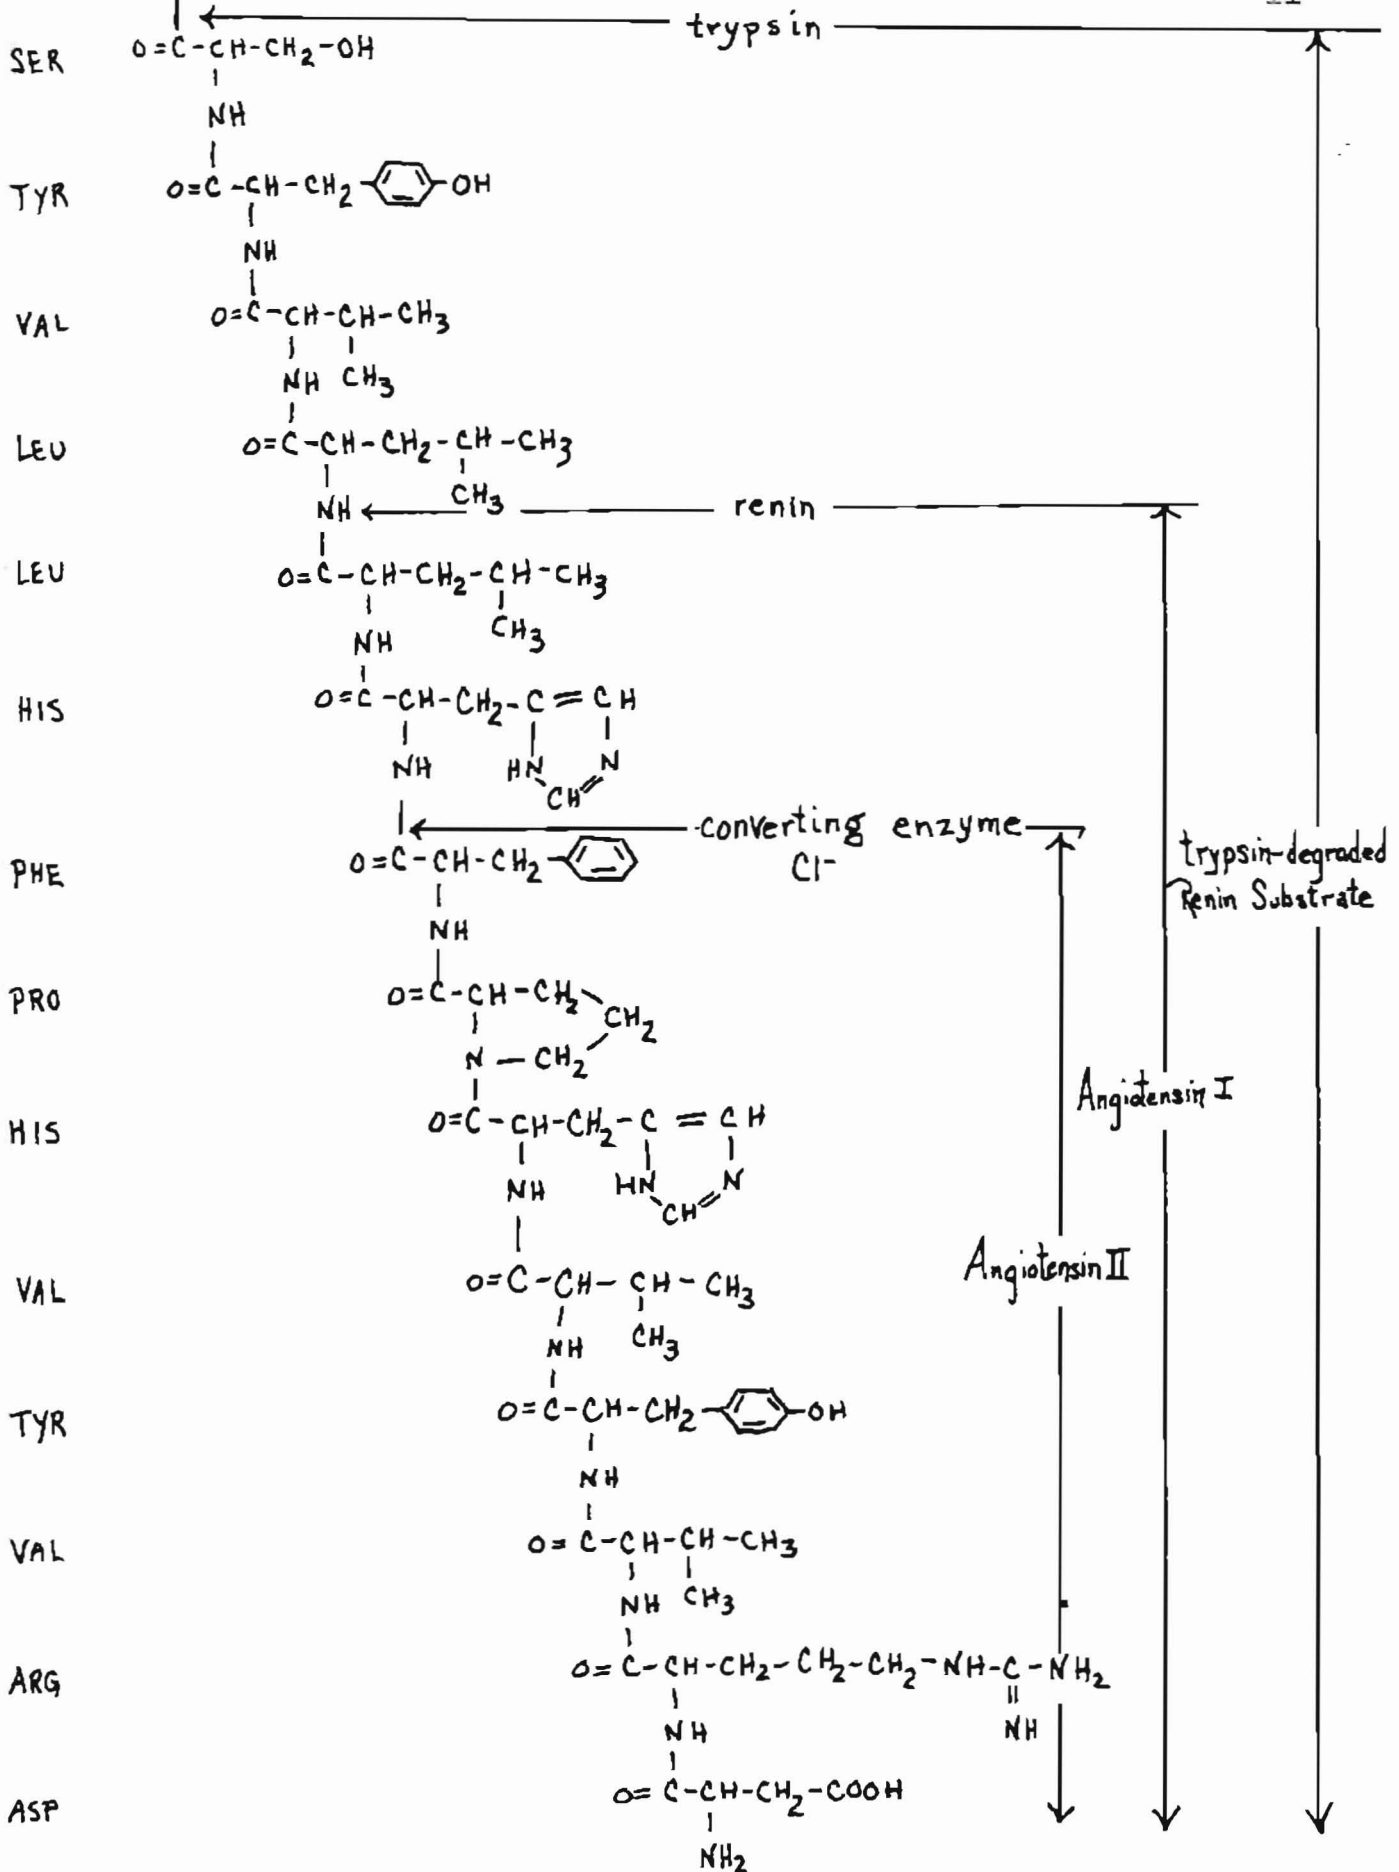 trypsin
SER O=C-CH-CH2-OH
NH
TYR O=C-CH-CH2- -OH
NH
VAL O=C-CH-CH-CH3
NH CH3
LEU O=C-CH-CH2-CH-CH3
CH3
NH renin
LEU O=C-CH-CH2-CH-CH3
NH CH3
HIS O=C-CH-CH2-C=CH
NH HN N
CH
converting enzyme
Cl-
PHE O=C-CH-CH2-
trypsin-degraded
Renin Substrate
NH
PRO O=C-CH-CH2
CH2
N-CH2
Angiotensin I
HIS O=C-CH-CH2-C=CH
NH HN N
CH
Angiotensin II
VAL O=C-CH-CH-CH3
NH CH3
TYR O=C-CH-CH2- -OH
NH
VAL O=C-CH-CH-CH3
NH CH3
ARG O=C-CH-CH2-CH2-CH2-NH-C-NH2
NH NH
ASP O=C-CH-CH2-COOH
NH2